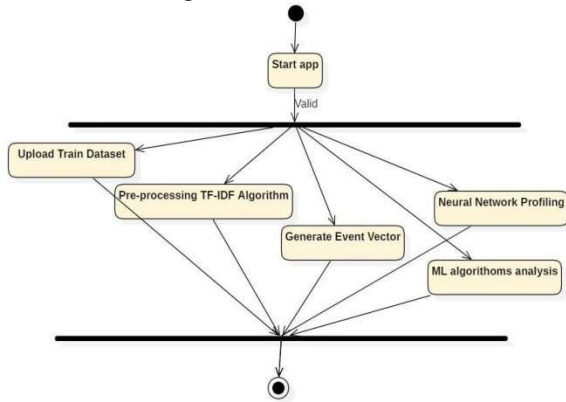 Start app
Valid
Upload Train Dataset
Pre-processing TF-IDF Algorithm
Neural Network Profiling
Generate Event Vector
ML algorithoms analysis